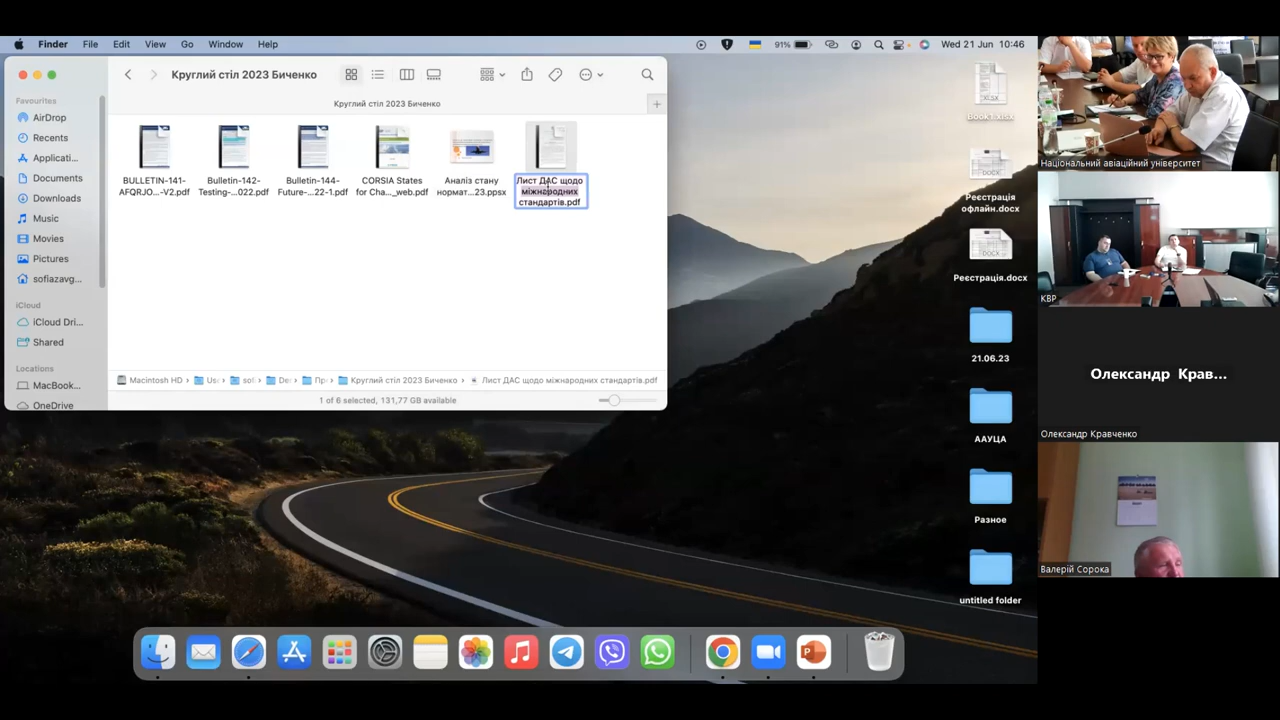 Finder File Edit View Go Window Help
91% Wed 21 Jun 10:46
Круглий стіл 2023 Биченко
Круглий стіл 2023 Биченко
Favourites
AirDrop
Recents
Applicati...
Documents
Downloads
Music
Movies
Pictures
sofiazavg...
iCloud
iCloud Dri...
Shared
Locations
MacBook...
OneDrive
BULLETIN-141-
AFQRJO...-V2.pdf
Bulletin-142-
Testing-...022.pdf
Bulletin-144-
Future-...22-1.pdf
CORSIA States
for Cha..._web.pdf
Аналіз стану
нормат...23.ppsx
Лист ДАС щодо
міжнародних
стандартів.pdf
Macintosh HD › Круглий стіл 2023 Биченко › Лист ДАС щодо міжнародних стандартів.pdf
1 of 6 selected, 131,77 GB available
XLSX
Book1.xlsx
DOCX
Реєстрація
офлайн.docx
DOCX
Реєстрація.docx
21.06.23
ААУЦА
Разное
untitled folder
Національний авіаційний університет
КВР
Олександр Крав...
Олександр Кравченко
Валерій Сорока